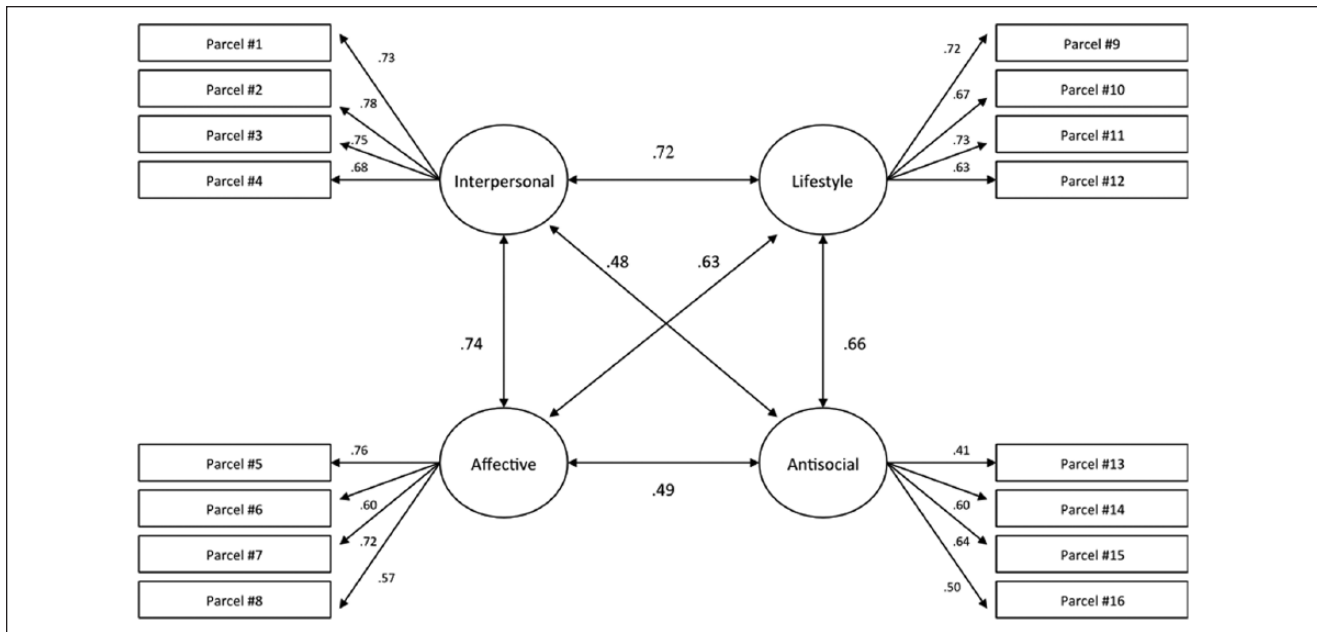 Parcel #1
Parcel #2
Parcel #3
Parcel #4
.73
.78
.75
.68
Interpersonal
.72
Lifestyle
.72
.67
.73
.63
Parcel #9
Parcel #10
Parcel #11
Parcel #12
.48
.63
.74
.66
Parcel #5
Parcel #6
Parcel #7
Parcel #8
.76
.60
.72
.57
Affective
.49
Antisocial
.41
.60
.64
.50
Parcel #13
Parcel #14
Parcel #15
Parcel #16